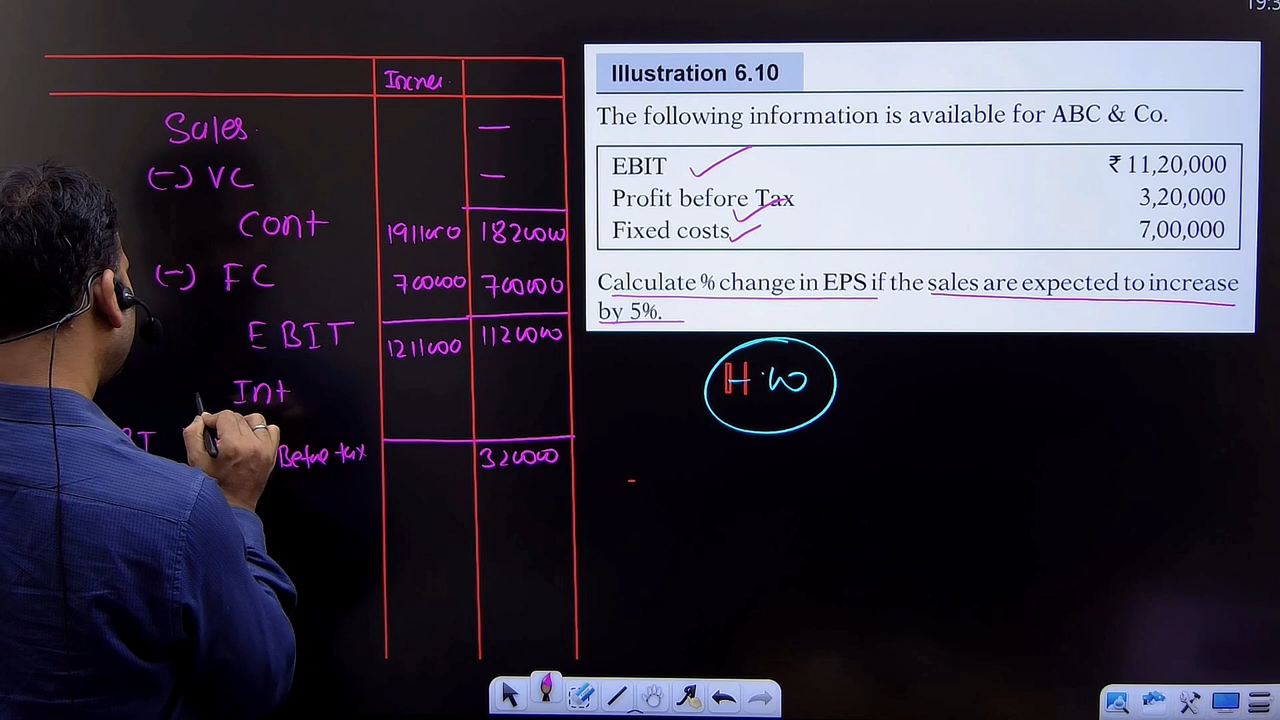 Increa.
Sales.
—
(-) VC
—
Cont 1911000 1820000
(-) FC 700000 700000
EBIT 1211000 1120000
Int
Before tax 320000
Illustration 6.10
The following information is available for ABC & Co.
EBIT ₹ 11,20,000
Profit before Tax 3,20,000
Fixed costs 7,00,000
Calculate % change in EPS if the sales are expected to increase
by 5%.
H.W